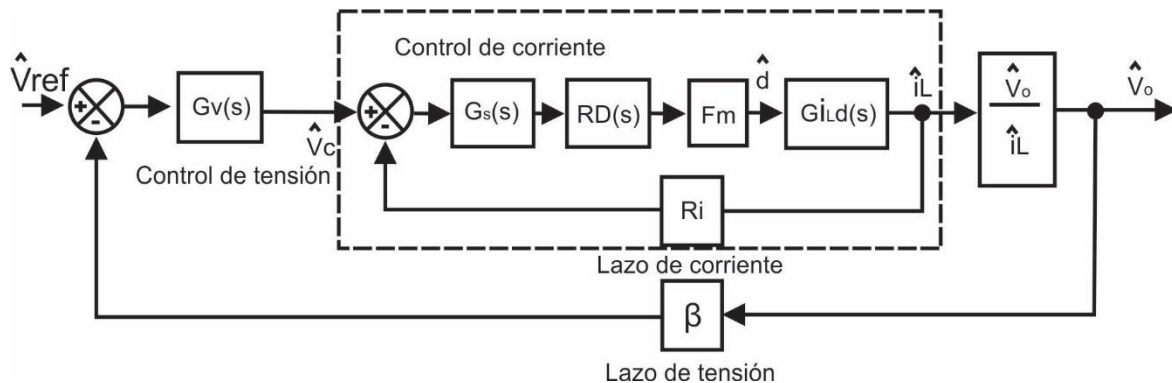 Control de corriente
V̂ref
+
-
Gv(s)
V̂c
+
-
Gs(s)
RD(s)
Fm
d̂
GiLd(s)
îL
V̂o
îL
V̂o
Control de tensión
Ri
Lazo de corriente
β
Lazo de tensión